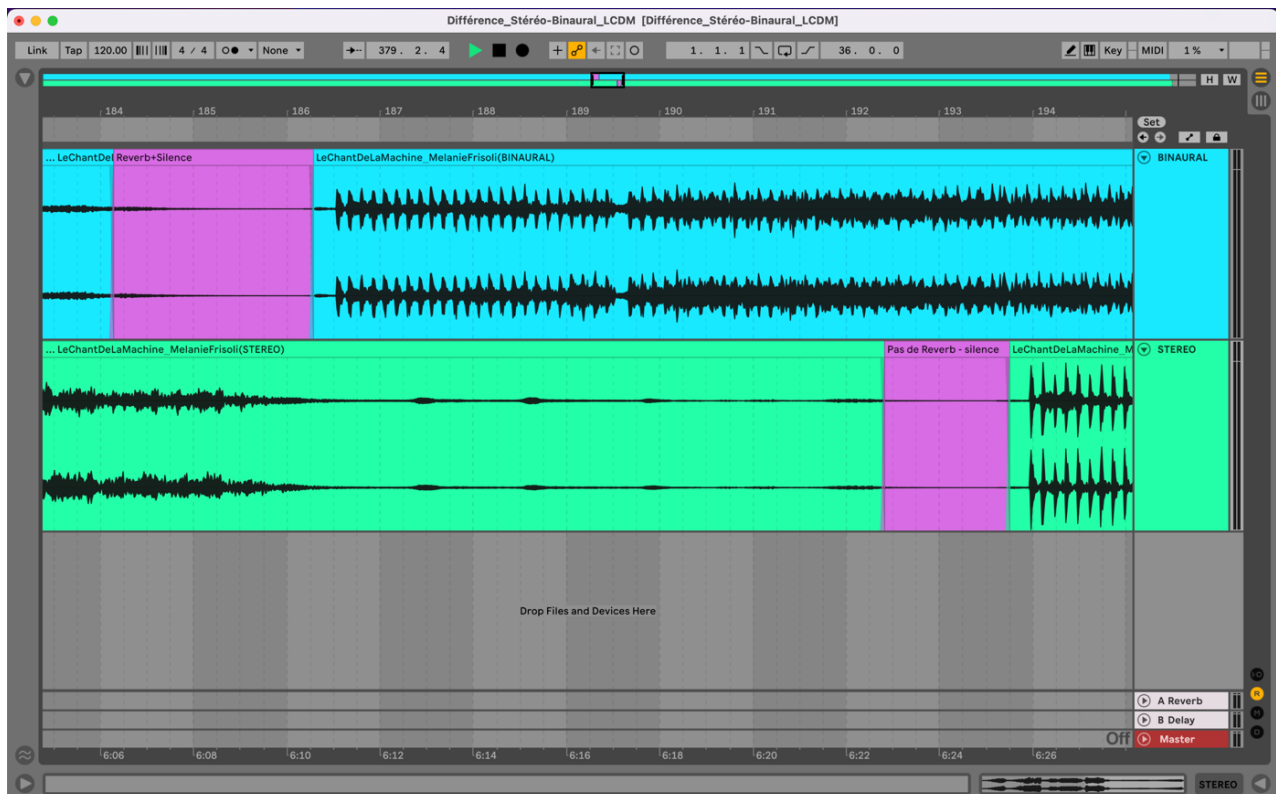 Différence_Stéréo-Binaural_LCDM [Différence_Stéréo-Binaural_LCDM]
Link Tap 120.00 4 / 4 None 379. 2. 4 1. 1. 1 36. 0. 0 Key MIDI 1 %
H W
184 185 186 187 188 189 190 191 192 193 194
Set
... LeChantDel Reverb+Silence LeChantDeLaMachine_MelanieFrisoli(BINAURAL) BINAURAL
... LeChantDeLaMachine_MelanieFrisoli(STEREO) Pas de Reverb - silence LeChantDeLaMachine_M STEREO
Drop Files and Devices Here
A Reverb
R
B Delay
H
Off Master
D
6:06 6:08 6:10 6:12 6:14 6:16 6:18 6:20 6:22 6:24 6:26
STEREO